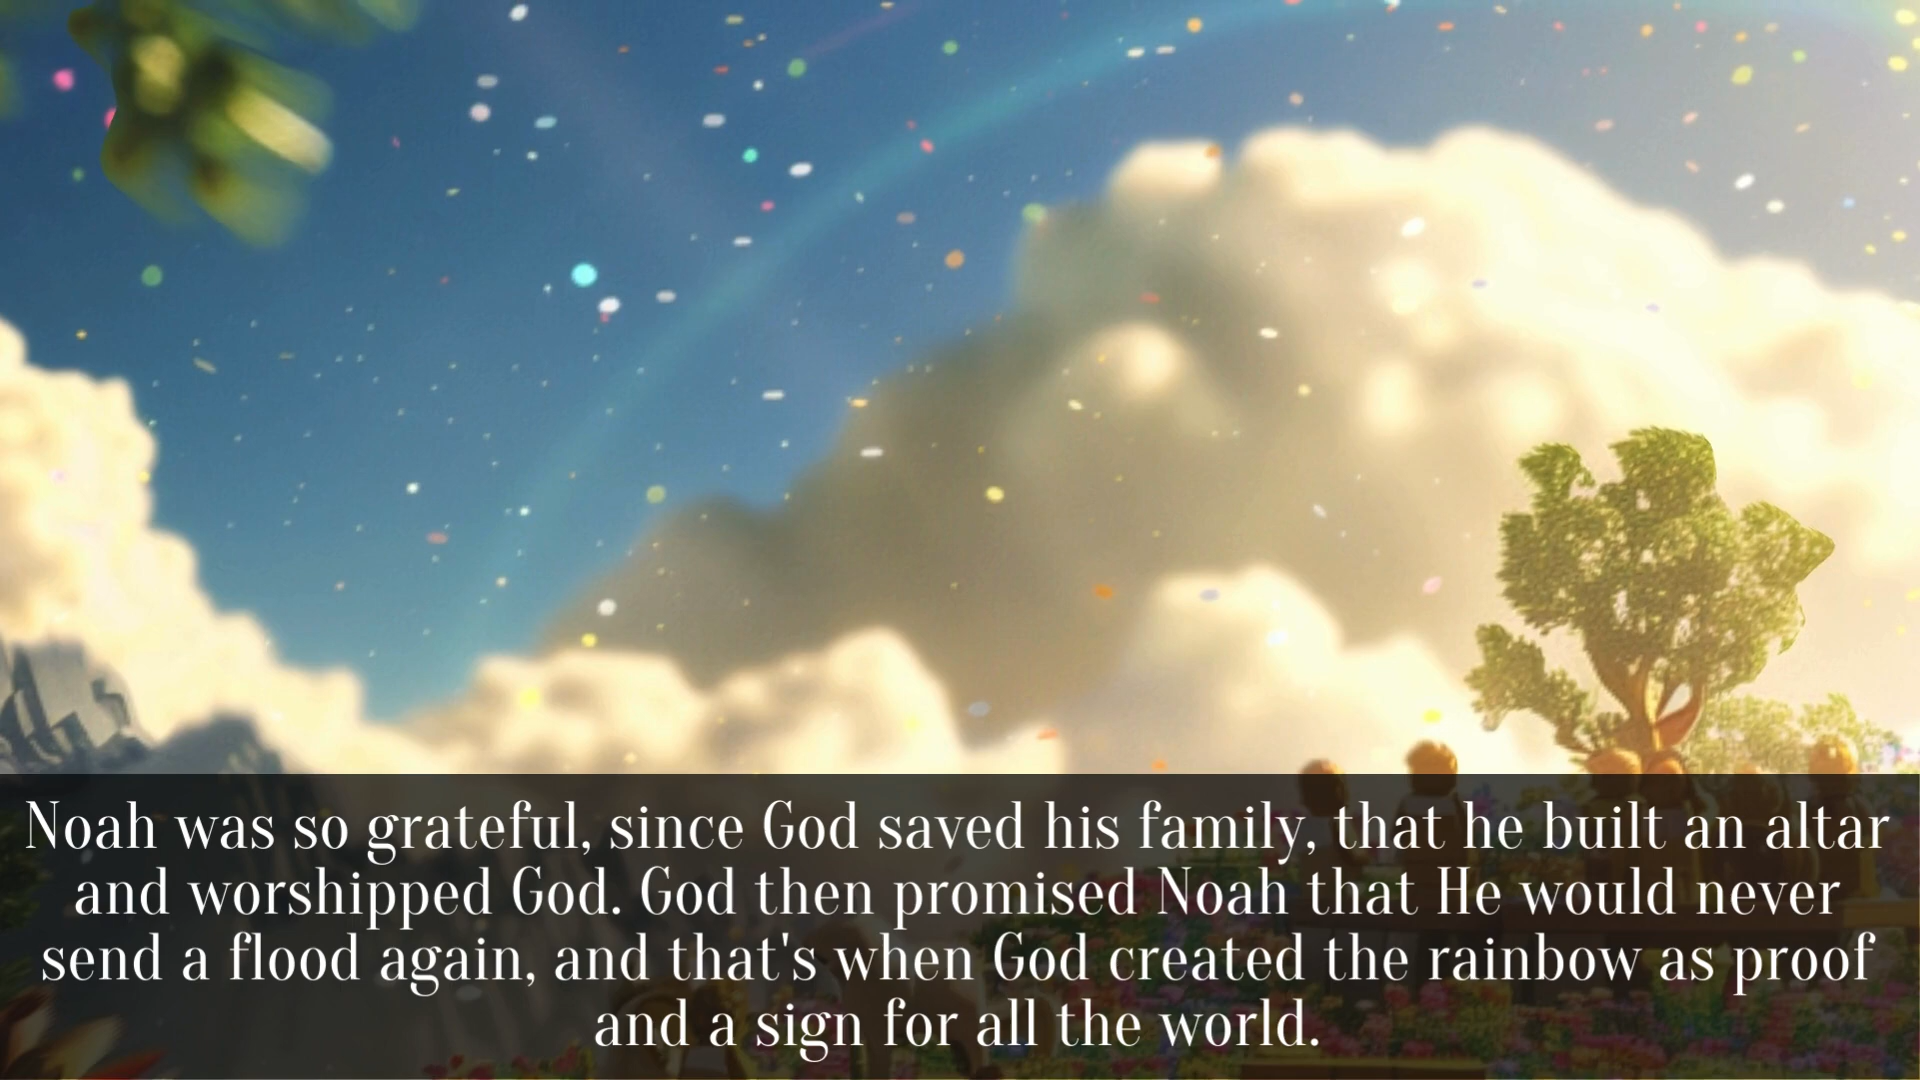 Noah was so grateful, since God saved his family, that he built an altar
and worshipped God. God then promised Noah that He would never
send a flood again, and that's when God created the rainbow as proof
and a sign for all the world.